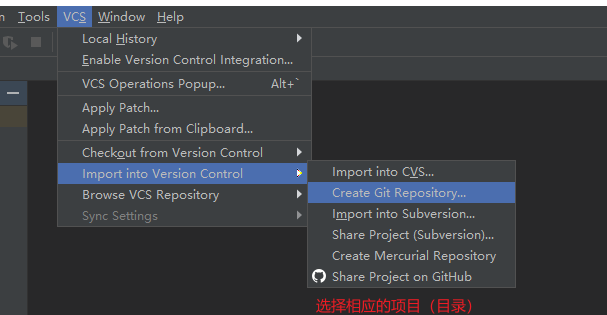 Tools VCS Window Help
Local History
Enable Version Control Integration...
VCS Operations Popup... Alt+`
Apply Patch...
Apply Patch from Clipboard...
Checkout from Version Control
Import into Version Control
Browse VCS Repository
Sync Settings
Import into CVS...
Create Git Repository...
Import into Subversion...
Share Project (Subversion)...
Create Mercurial Repository
Share Project on GitHub
选择相应的项目（目录）